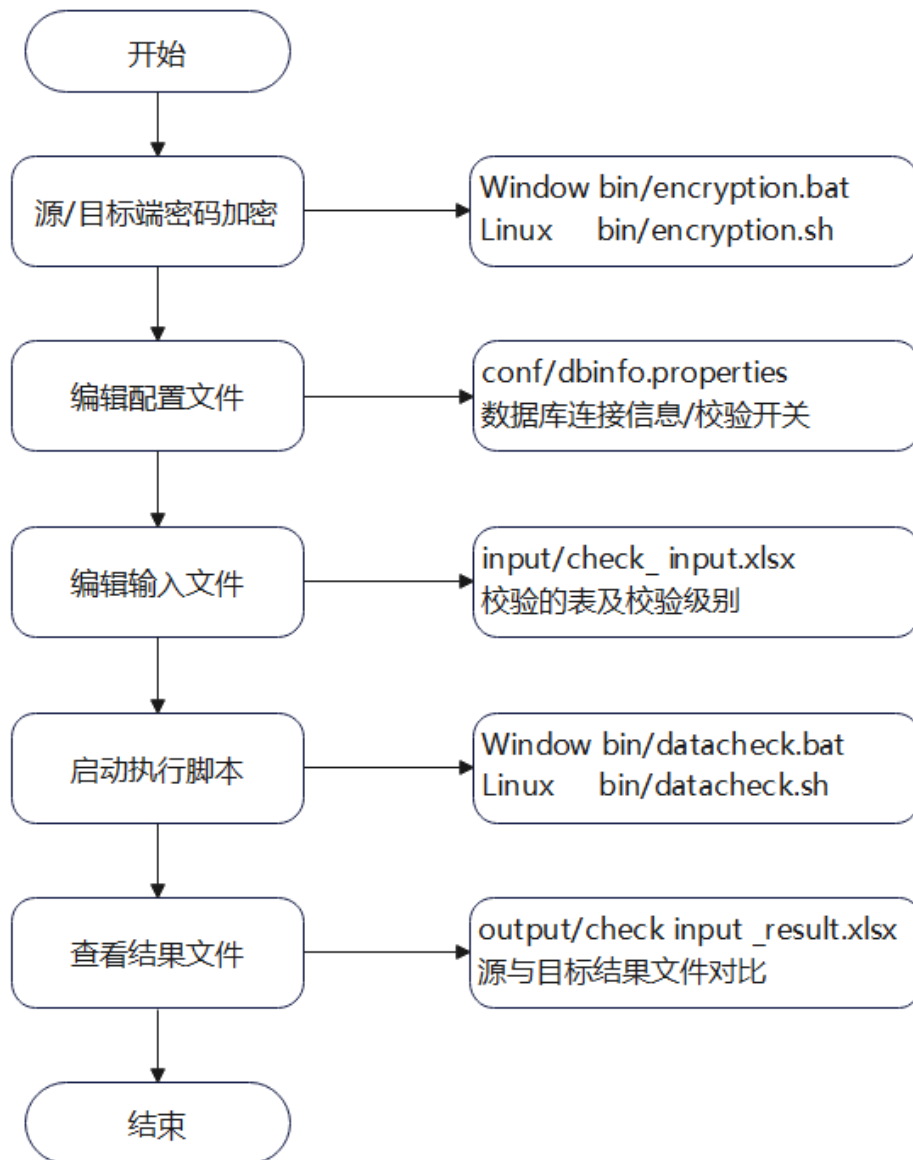 开始
源/目标端密码加密
Window bin/encryption.bat
Linux bin/encryption.sh
编辑配置文件
conf/dbinfo.properties
数据库连接信息/校验开关
编辑输入文件
input/check_ input.xlsx
校验的表及校验级别
启动执行脚本
Window bin/datacheck.bat
Linux bin/datacheck.sh
查看结果文件
output/check input _result.xlsx
源与目标结果文件对比
结束